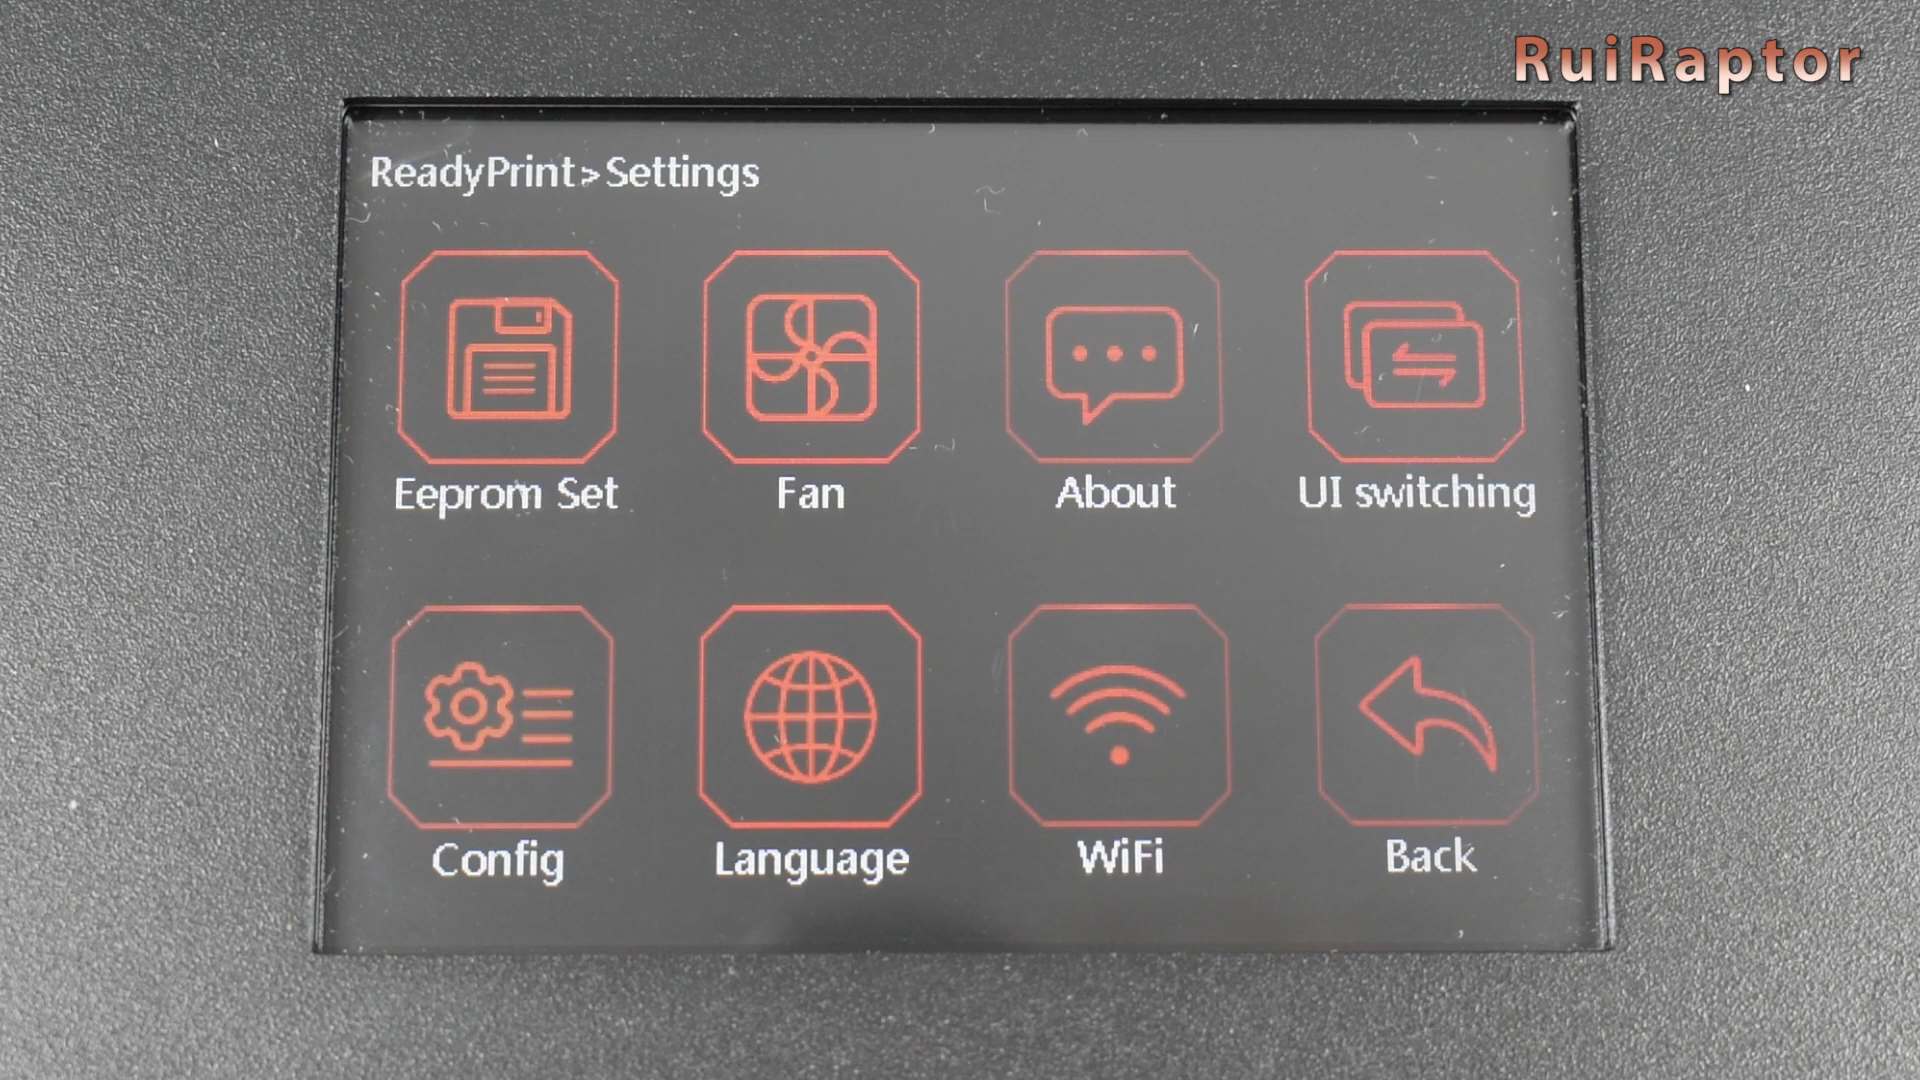 RuiRaptor
ReadyPrint>Settings
Eeprom Set
Fan
About
UI switching
Config
Language
WiFi
Back